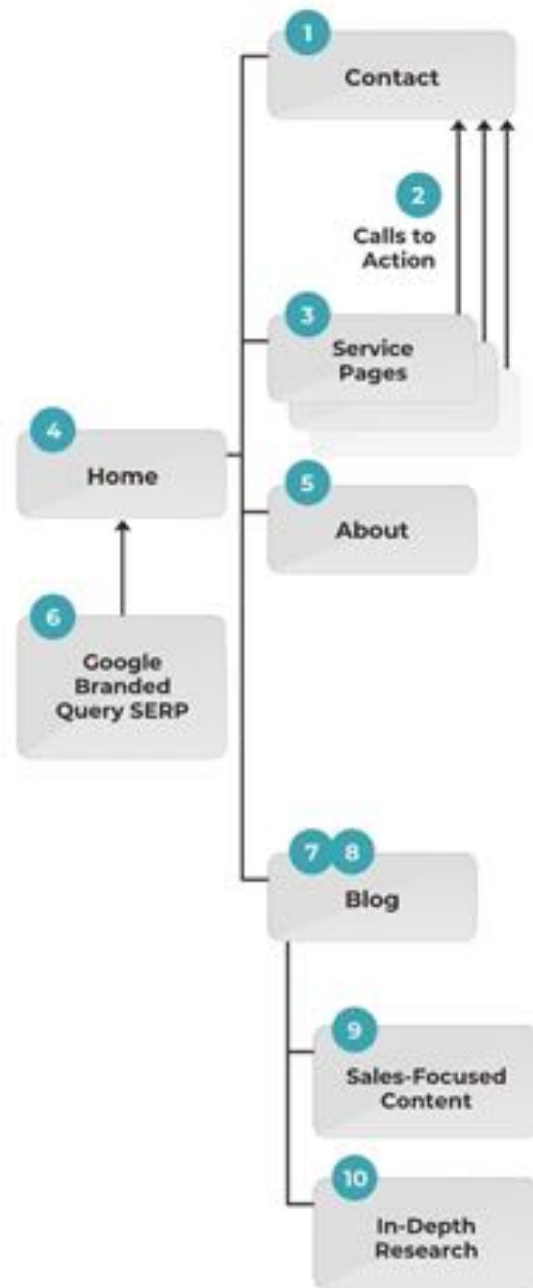 1
Contact
2
Calls to
Action
3
Service
Pages
4
Home
5
About
6
Google
Branded
Query SERP
7 8
Blog
9
Sales-Focused
Content
10
In-Depth
Research